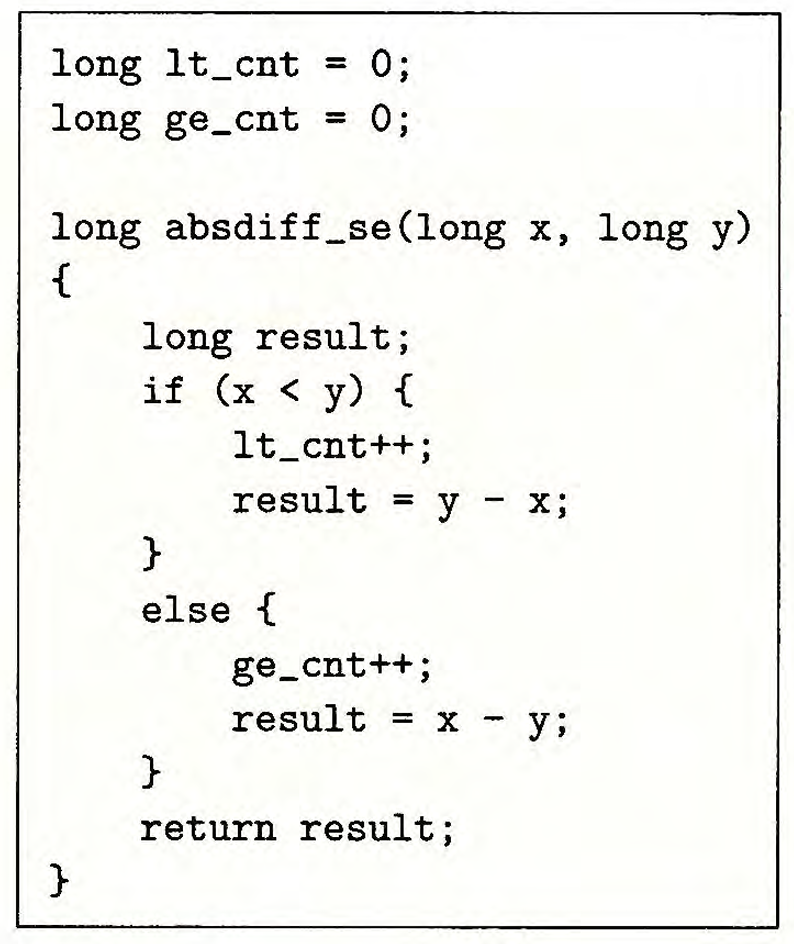 long lt_cnt = 0;
long ge_cnt = 0;

long absdiff_se(long x, long y)
{
    long result;
    if (x < y) {
        lt_cnt++;
        result = y - x;
    }
    else {
        ge_cnt++;
        result = x - y;
    }
    return result;
}